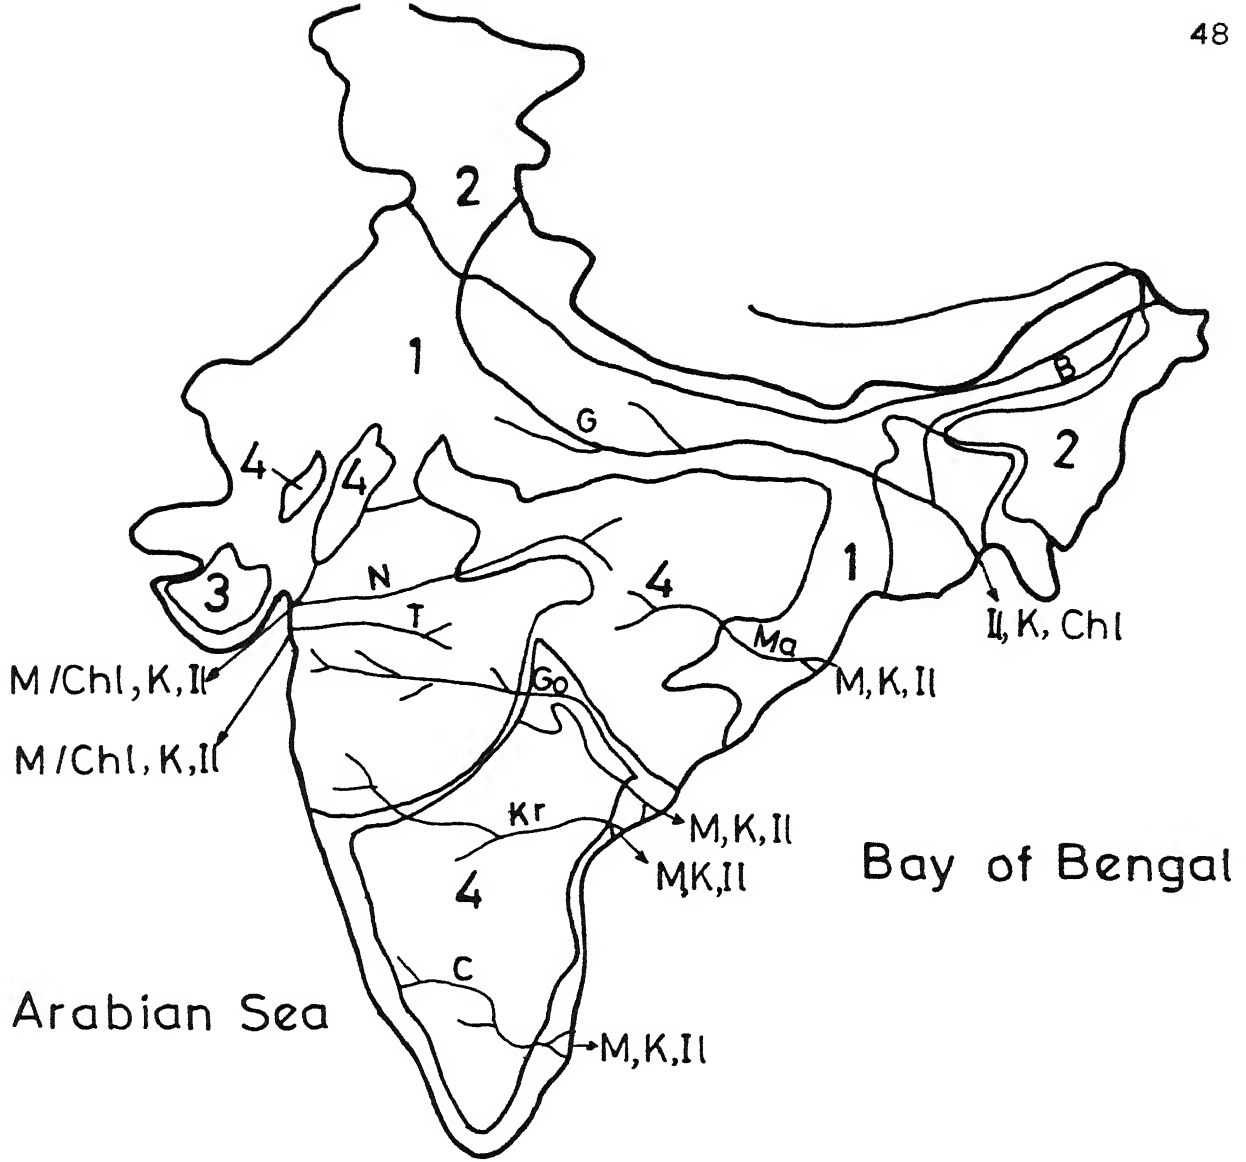 48
2
1
G
B
2
4
4
3
N
T
4
1
Ma
Il, K, Chl
M/Chl, K, Il
Go
M, K, Il
M/Chl, K, Il
Kr
M, K, Il
M,K,Il
Bay of Bengal
4
C
Arabian Sea
M, K, Il